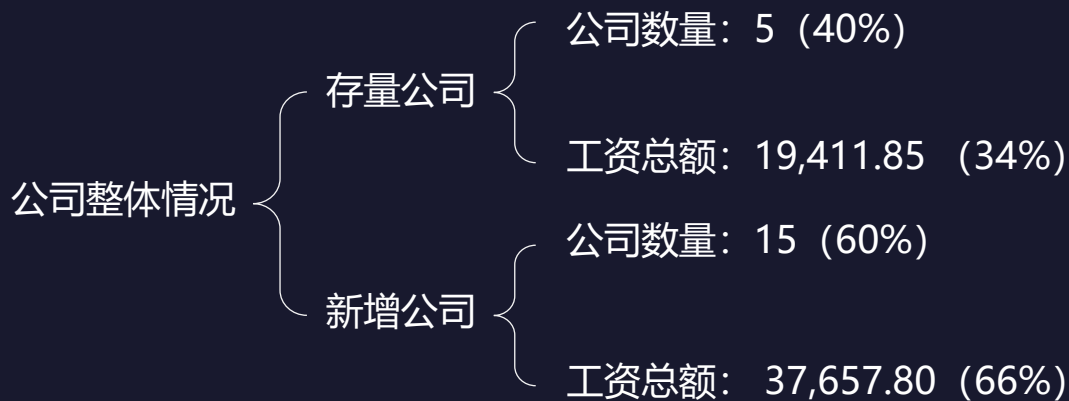 公司整体情况
存量公司
公司数量：5（40%）
工资总额：19,411.85 （34%）
新增公司
公司数量：15（60%）
工资总额： 37,657.80（66%）